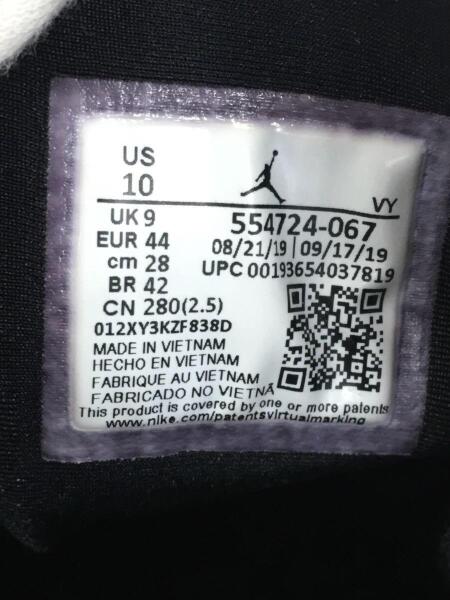 US
10
VY
UK 9
EUR 44
cm 28
BR 42
CN 280(2.5)
554724-067
08/21/19 | 09/17/19
UPC 00193654037819
012XY3KZF838D
MADE IN VIETNAM
HECHO EN VIETNAM
FABRIQUE AU VIETNAM
FABRICADO NO VIETNÃ
This product is covered by one or more patents
www.nike.com/patentsvirtualmarking